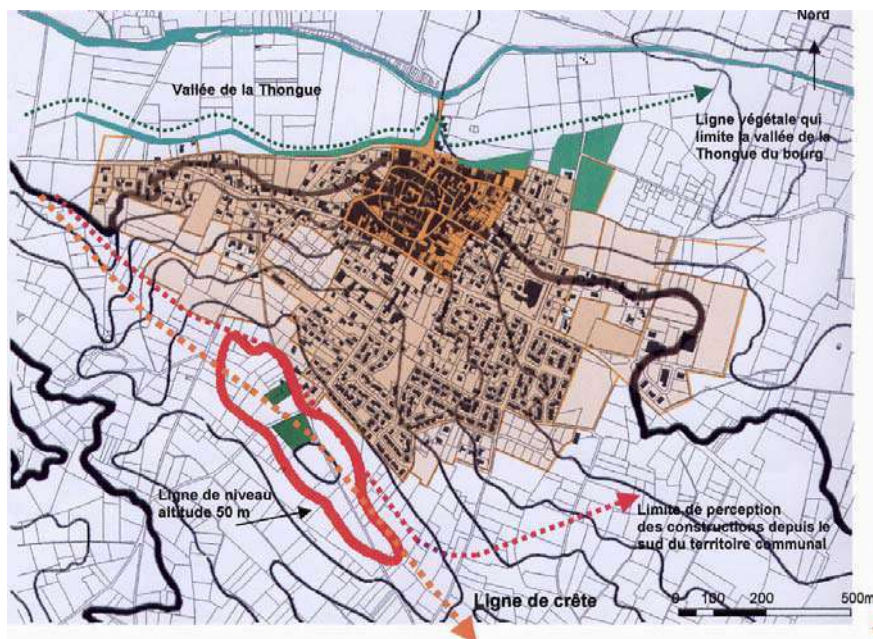 Nord
Vallée de la Thongue
Ligne végétale qui
limite la vallée de la
Thongue du bourg
Ligne de niveau
altitude 50 m
Limite de perception
des constructions depuis le
sud du territoire communal
Ligne de crête
0 100 200 500m